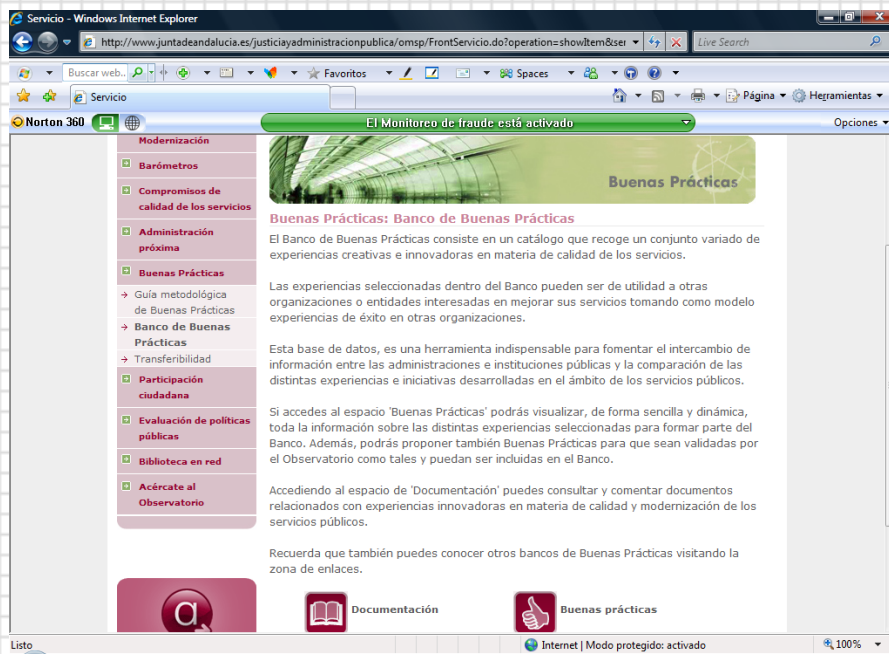 Servicio - Windows Internet Explorer
http://www.juntadeandalucia.es/justiciayadministracionpublica/omsp/FrontServicio.do?operation=showItem&ser
Live Search
Buscar web..
Favoritos
Spaces
Servicio
Página
Herramientas
Norton 360
El Monitoreo de fraude está activado
Opciones
Modernización
Barómetros
Compromisos de
calidad de los servicios
Administración
próxima
Buenas Prácticas
Guía metodológica
de Buenas Prácticas
Banco de Buenas
Prácticas
Transferibilidad
Participación
ciudadana
Evaluación de políticas
públicas
Biblioteca en red
Acércate al
Observatorio
a
Buenas Prácticas
Buenas Prácticas: Banco de Buenas Prácticas
El Banco de Buenas Prácticas consiste en un catálogo que recoge un conjunto variado de
experiencias creativas e innovadoras en materia de calidad de los servicios.
Las experiencias seleccionadas dentro del Banco pueden ser de utilidad a otras
organizaciones o entidades interesadas en mejorar sus servicios tomando como modelo
experiencias de éxito en otras organizaciones.
Esta base de datos, es una herramienta indispensable para fomentar el intercambio de
información entre las administraciones e instituciones públicas y la comparación de las
distintas experiencias e iniciativas desarrolladas en el ámbito de los servicios públicos.
Si accedes al espacio 'Buenas Prácticas' podrás visualizar, de forma sencilla y dinámica,
toda la información sobre las distintas experiencias seleccionadas para formar parte del
Banco. Además, podrás proponer también Buenas Prácticas para que sean validadas por
el Observatorio como tales y puedan ser incluidas en el Banco.
Accediendo al espacio de 'Documentación' puedes consultar y comentar documentos
relacionados con experiencias innovadoras en materia de calidad y modernización de los
servicios públicos.
Recuerda que también puedes conocer otros bancos de Buenas Prácticas visitando la
zona de enlaces.
Documentación
Buenas prácticas
Listo
Internet | Modo protegido: activado
100%